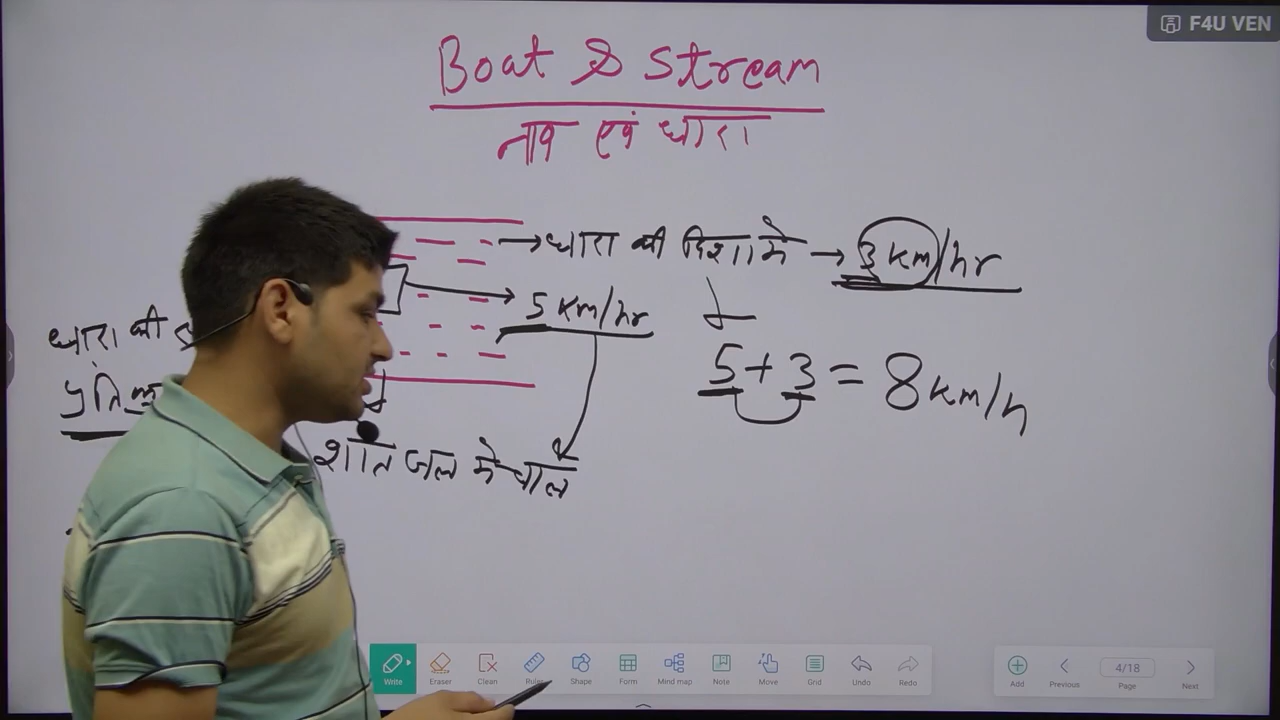 F4U VEN
Boat & Stream
नाव एवं धारा
धारा की दिशा में → 3 km/hr
5 km/hr
5 + 3 = 8 km/h
धारा की
शांत जल में चाल
Write
Eraser
Clean
Ruler
Shape
Form
Mind map
Note
Move
Grid
Undo
Redo
Add
Previous
4/18
Page
Next